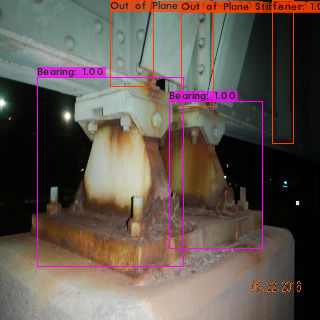 Out of Plane
Out of Plane Stiffener: 1.0
Bearing: 1.00
Bearing: 1.00
06.22.2016